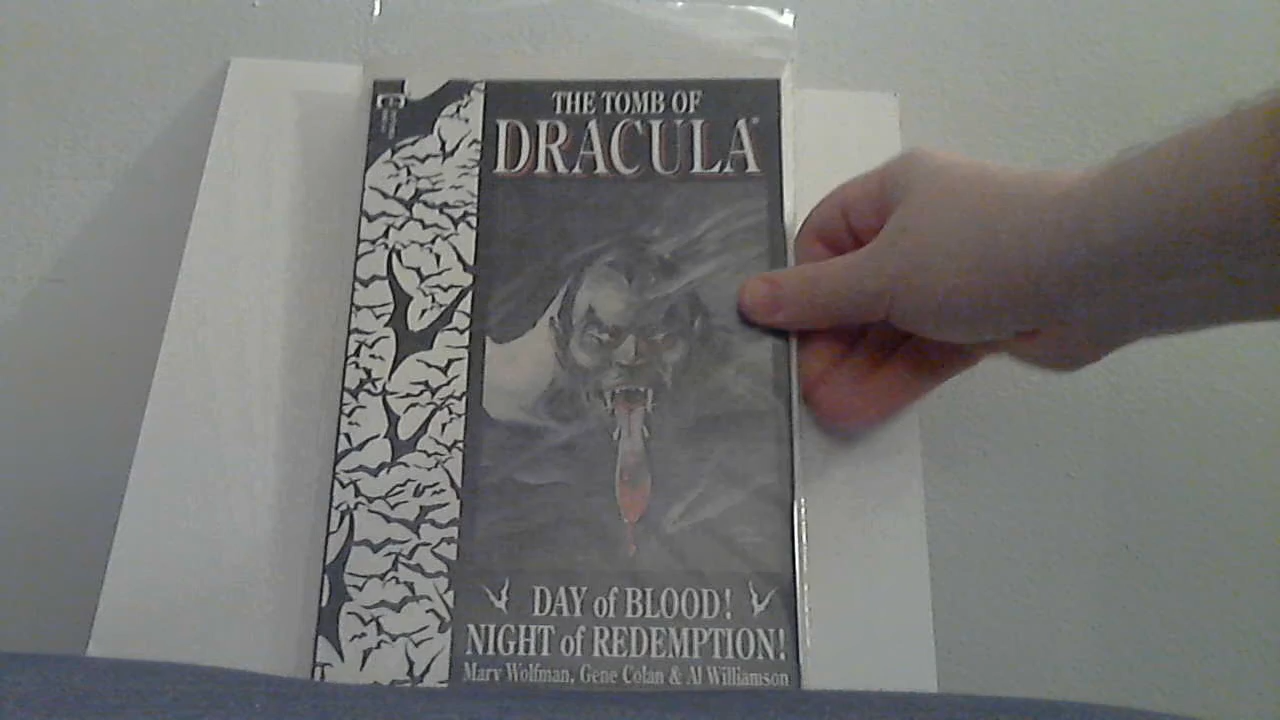 THE TOMB OF
DRACULA®
DAY of BLOOD!
NIGHT of REDEMPTION!
Marv Wolfman, Gene Colan & Al Williamson